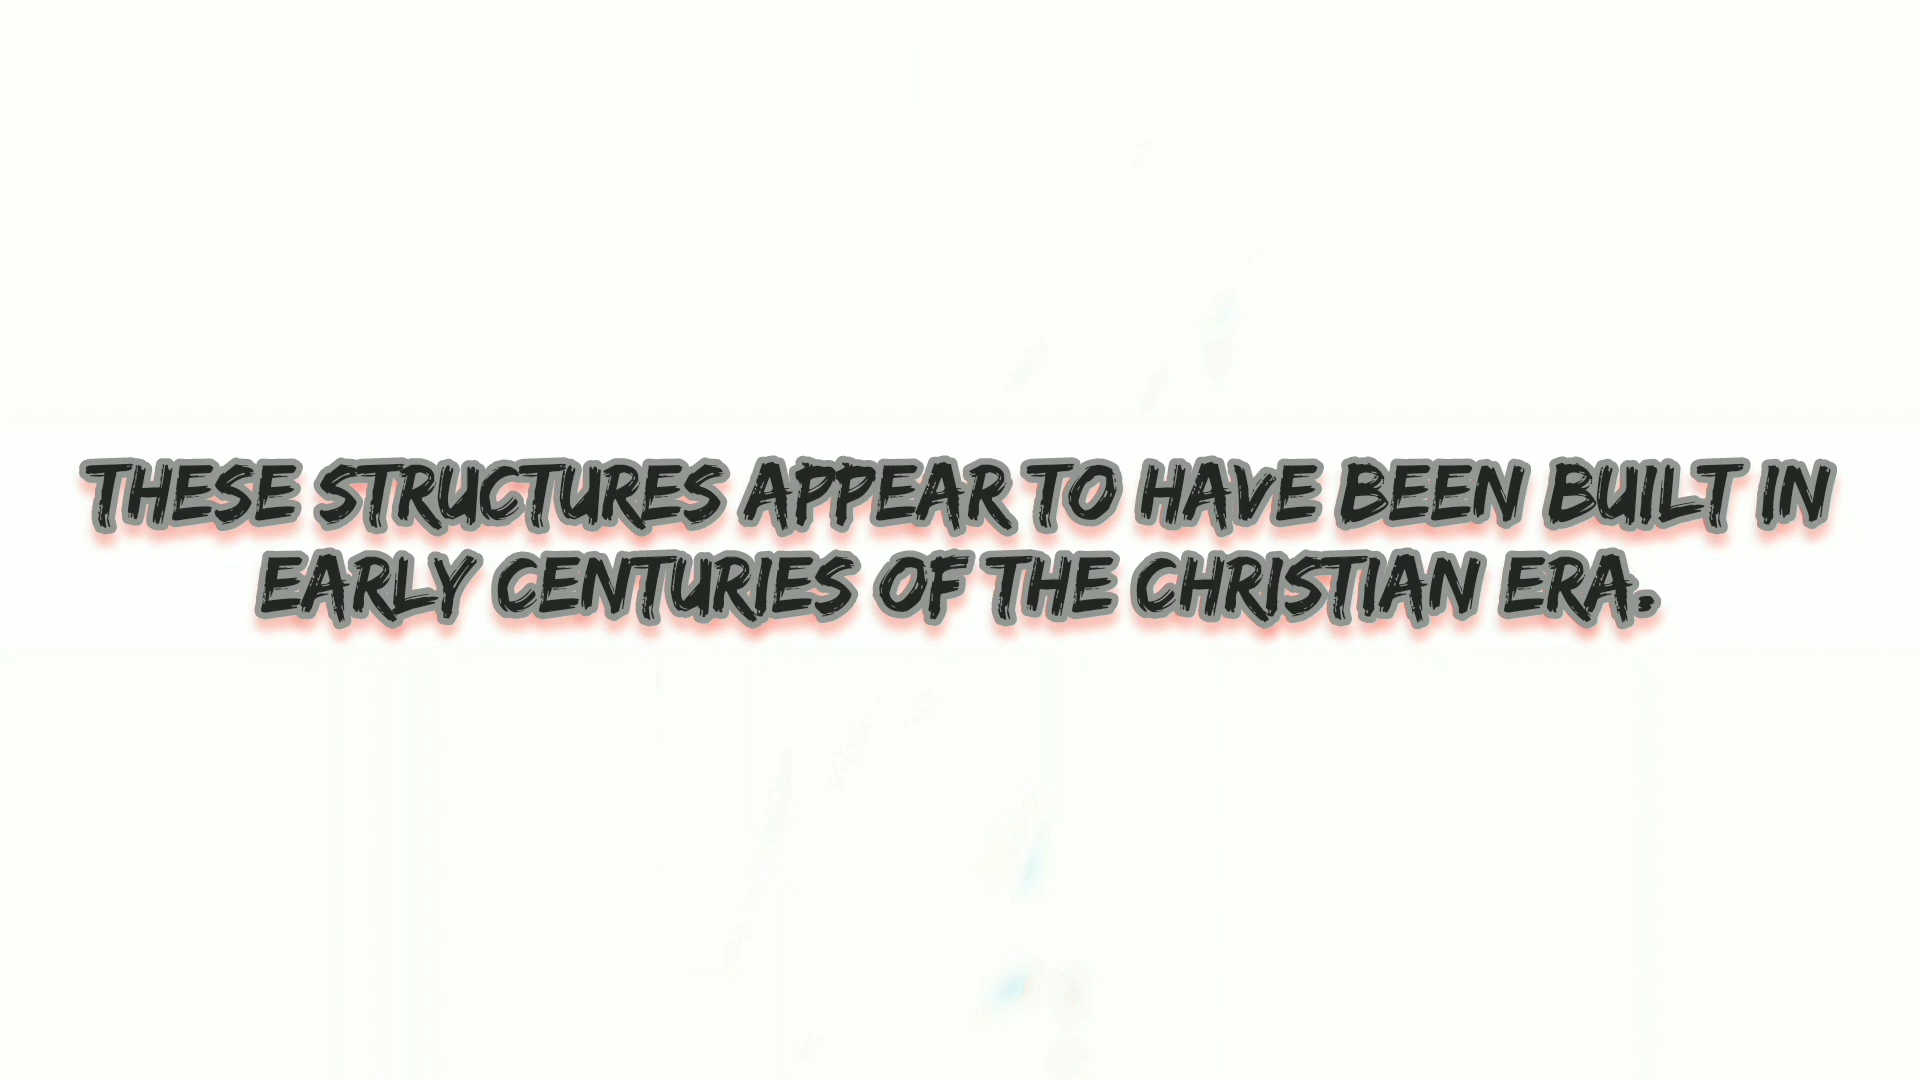 THESE STRUCTURES APPEAR TO HAVE BEEN BUILT IN
EARLY CENTURIES OF THE CHRISTIAN ERA.